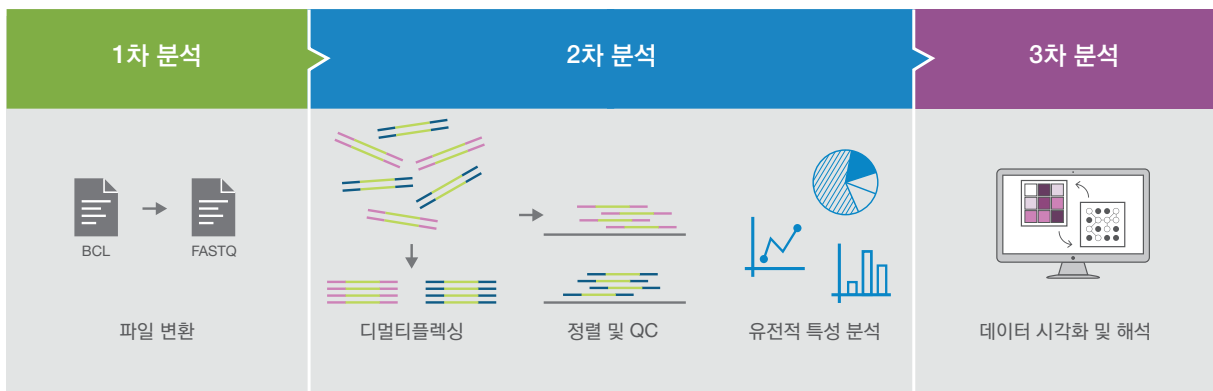 1차 분석
2차 분석
3차 분석
BCL
FASTQ
파일 변환
디멀티플렉싱
정렬 및 QC
유전적 특성 분석
데이터 시각화 및 해석